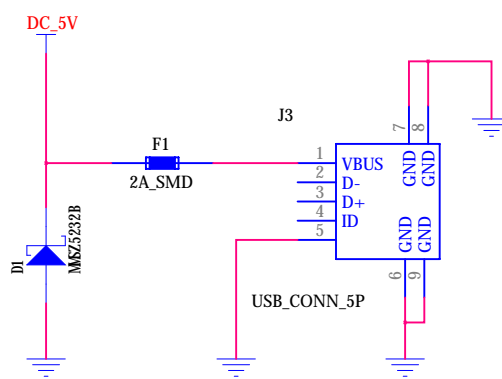 DC_5V
J3
F1
2A_SMD
1 VBUS
2 D-
3 D+
4 ID
5
7 GND
8 GND
6 GND
9 GND
D1
USB_CONN_5P